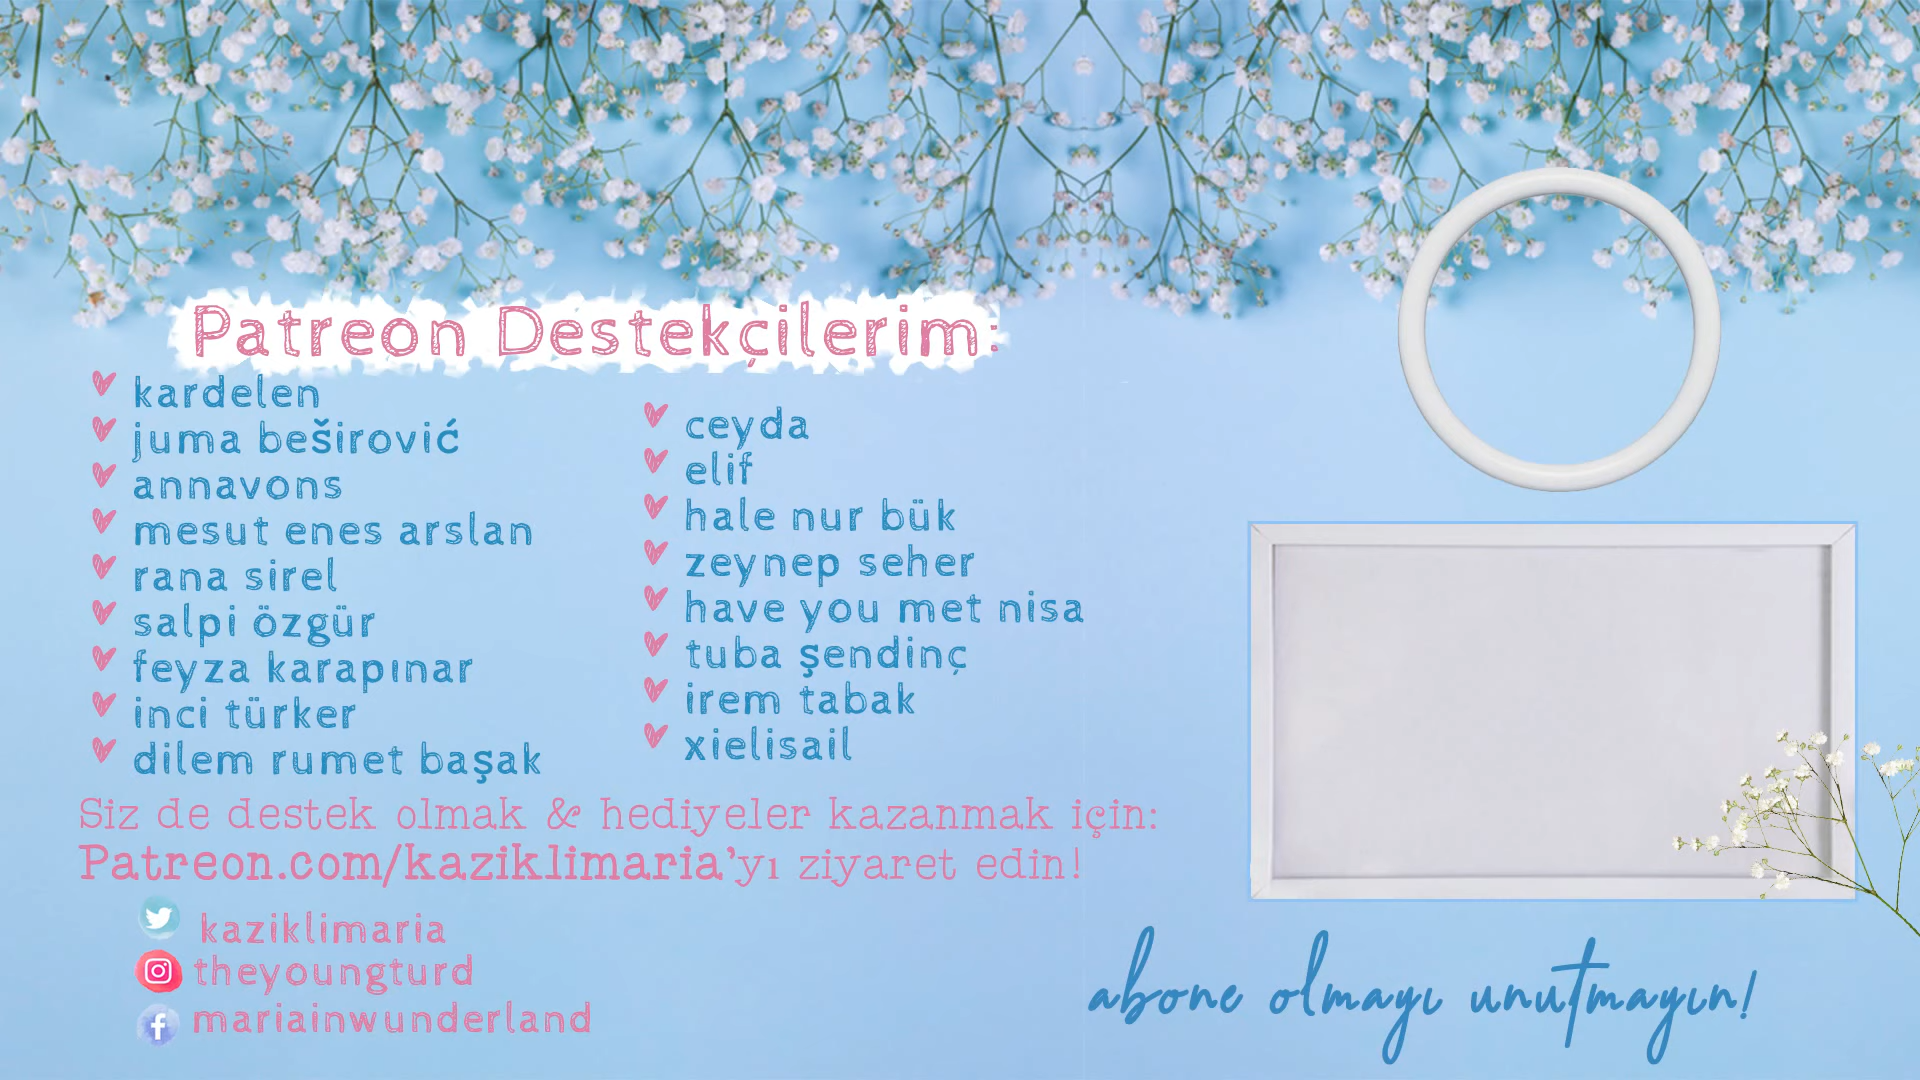 Patreon Destekçilerim:
kardelen
juma beširović
annavons
mesut enes arslan
rana sirel
salpi özgür
feyza karapınar
inci türker
dilem rumet başak
ceyda
elif
hale nur bük
zeynep seher
have you met nisa
tuba şendinç
irem tabak
xielisail
Siz de destek olmak & hediyeler kazanmak için:
Patreon.com/kaziklimaria'yı ziyaret edin!
kaziklimaria
theyoungturd
mariainwunderland
abone olmayı unutmayın!